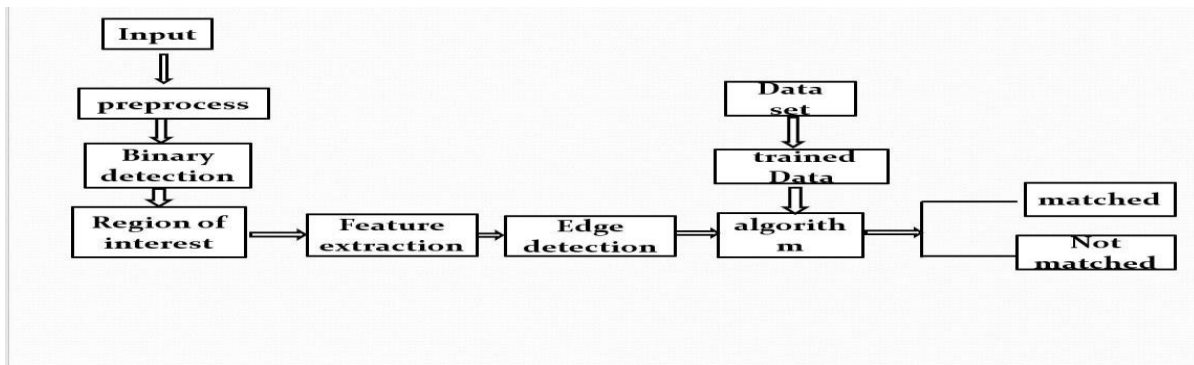 Input
preprocess
Binary
detection
Region of
interest
Feature
extraction
Edge
detection
Data
set
trained
Data
algorith
m
matched
Not
matched